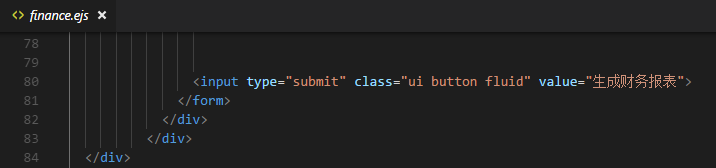 <> finance.ejs ×
78
79
80 <input type="submit" class="ui button fluid" value="生成财务报表">
81 </form>
82 </div>
83 </div>
84 </div>